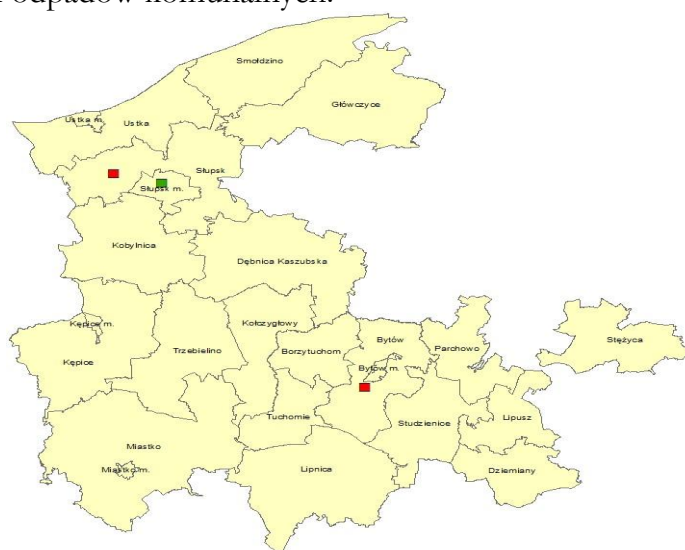 odpadów komunalnych.
Smołdzino
Główczyce
Ustka m.
Ustka
Słupsk
Słupsk m.
Kobylnica
Dębnica Kaszubska
Kępice m.
Kołczygłowy
Stężyca
Kępice
Trzebielino
Borzytuchom
Bytów
Parchowo
Bytów m.
Tuchomie
Studzienice
Lipusz
Miastko
Miastko m.
Lipnica
Dziemiany